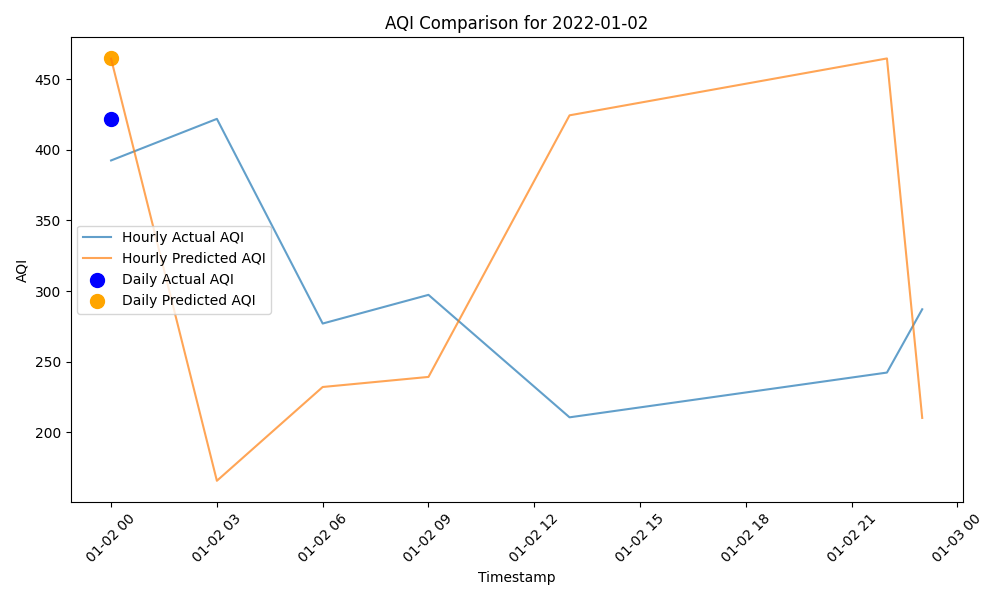 AQI Comparison for 2022-01-02
AQI
450
400
350
300
250
200
Hourly Actual AQI
Hourly Predicted AQI
Daily Actual AQI
Daily Predicted AQI
01-02 00
01-02 03
01-02 06
01-02 09
01-02 12
01-02 15
01-02 18
01-02 21
01-03 00
Timestamp